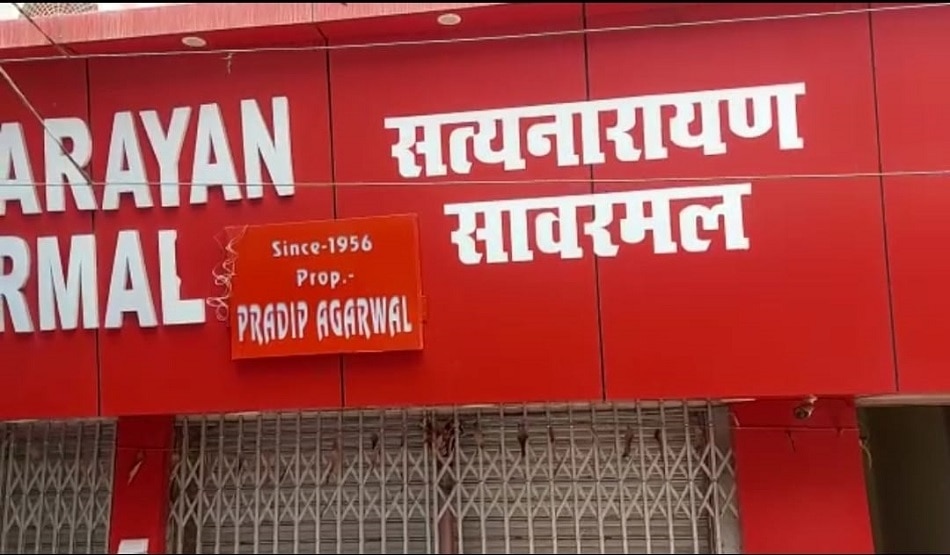 ARAYAN
RMAL
Since-1956
Prop.-
PRADIP AGARWAL
सत्यनारायण
सावरमल